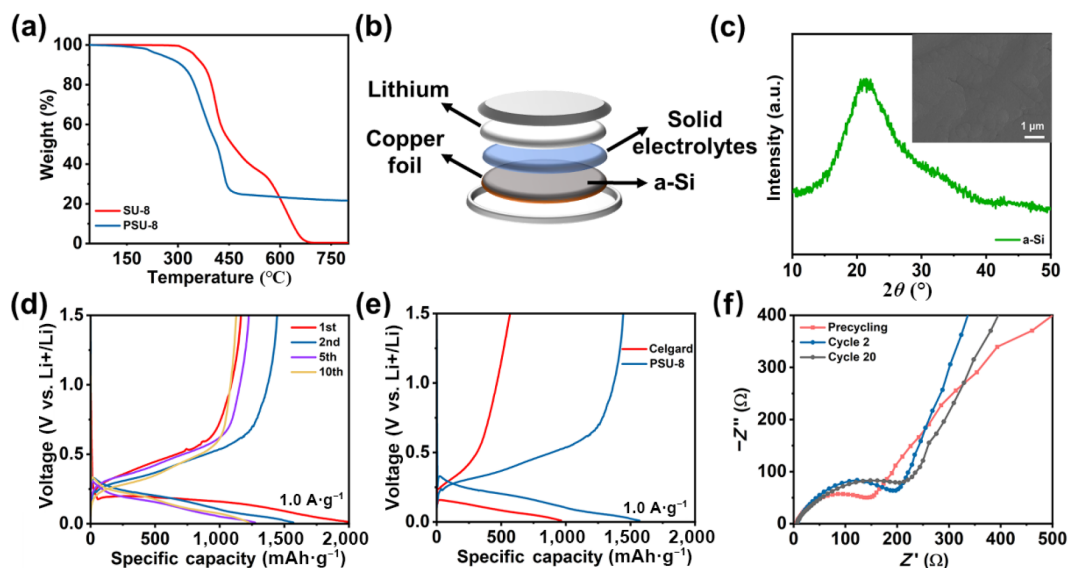 (a)
Weight (%)
100
80
60
40
20
0
SU-8
PSU-8
150
300
450
600
750
Temperature (°C)
(b)
Lithium
Copper
foil
Solid
electrolytes
a-Si
(c)
Intensity (a.u.)
1 μm
a-Si
10
20
30
40
50
2θ (°)
(d)
Voltage (V vs. Li+/Li)
1.5
1.0
0.5
0.0
1st
2nd
5th
10th
1.0 A·g⁻¹
0
500
1,000
1,500
2,000
Specific capacity (mAh·g⁻¹)
(e)
Voltage (V vs. Li+/Li)
1.5
1.0
0.5
0.0
Celgard
PSU-8
1.0 A·g⁻¹
0
500
1,000
1,500
2,000
Specific capacity (mAh·g⁻¹)
(f)
−Z'' (Ω)
400
300
200
100
0
Precycling
Cycle 2
Cycle 20
0
100
200
300
400
500
Z' (Ω)